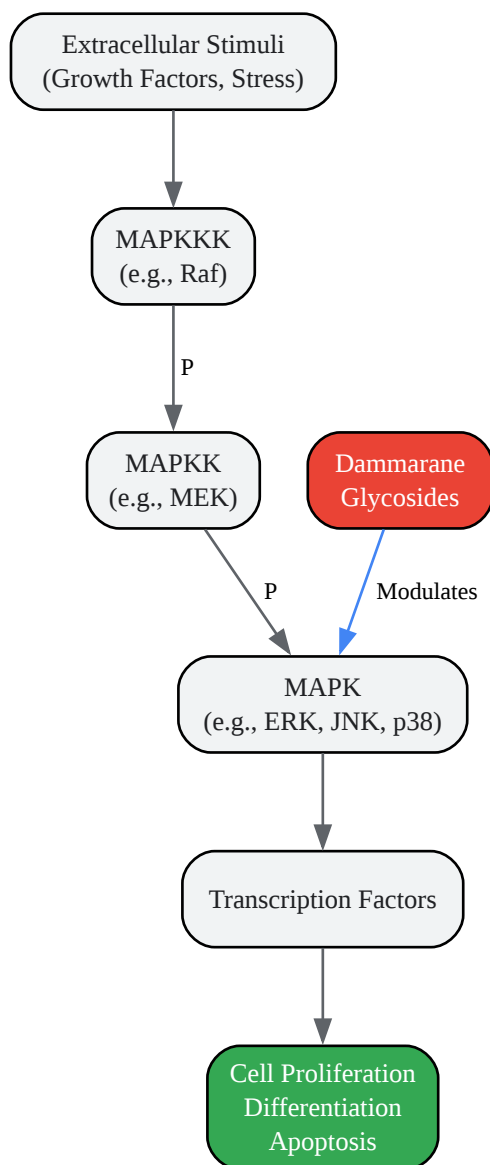 Extracellular Stimuli
(Growth Factors, Stress)
MAPKKK
(e.g., Raf)
P
MAPKK
(e.g., MEK)
Dammarane
Glycosides
P
Modulates
MAPK
(e.g., ERK, JNK, p38)
Transcription Factors
Cell Proliferation
Differentiation
Apoptosis